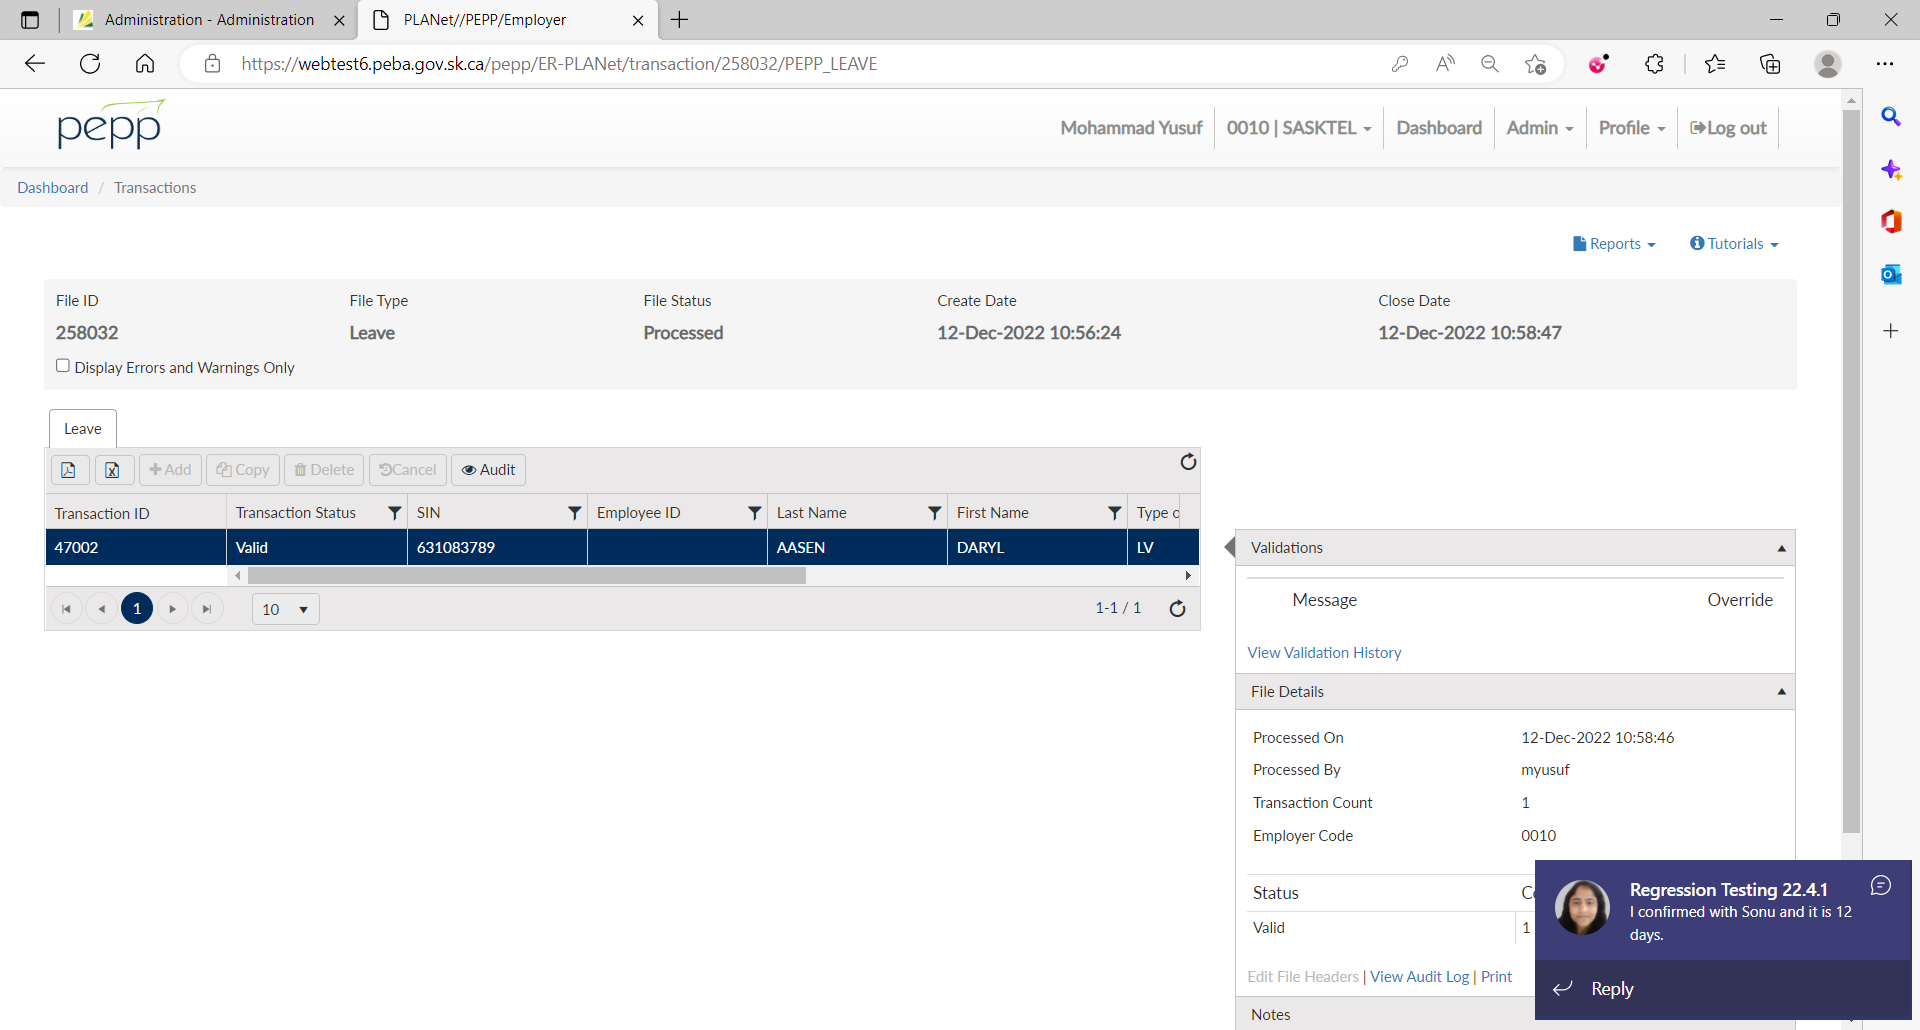 Administration - Administration
PLANet//PEPP/Employer
https://webtest6.peba.gov.sk.ca/pepp/ER-PLANet/transaction/258032/PEPP_LEAVE
pepp
Mohammad Yusuf
0010 | SASKTEL
Dashboard
Admin
Profile
Log out
Dashboard / Transactions
Reports
Tutorials
File ID
File Type
File Status
Create Date
Close Date
258032
Leave
Processed
12-Dec-2022 10:56:24
12-Dec-2022 10:58:47
Display Errors and Warnings Only
Leave
Add
Copy
Delete
Cancel
Audit
Transaction ID
Transaction Status
SIN
Employee ID
Last Name
First Name
Type o
47002
Valid
631083789
AASEN
DARYL
LV
1
10
1-1 / 1
Validations
Message
Override
View Validation History
File Details
Processed On
12-Dec-2022 10:58:46
Processed By
myusuf
Transaction Count
1
Employer Code
0010
Status
Valid
1
Edit File Headers | View Audit Log | Print
Notes
Regression Testing 22.4.1
I confirmed with Sonu and it is 12
days.
Reply